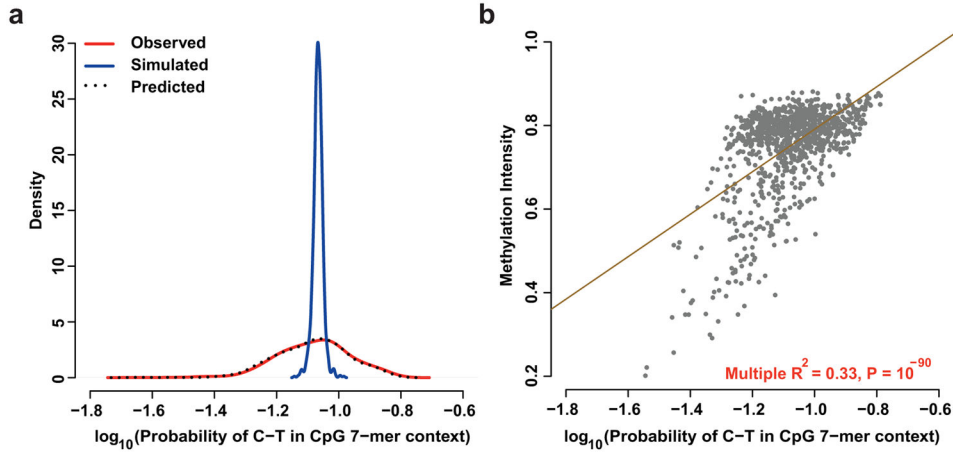 a
30
25
20
15
10
5
0
Density
Observed
Simulated
Predicted
−1.8 −1.6 −1.4 −1.2 −1.0 −0.8 −0.6
log10(Probability of C−T in CpG 7−mer context)
b
1.0
0.8
0.6
0.4
0.2
Methylation Intensity
Multiple R2 = 0.33, P = 10−90
−1.8 −1.6 −1.4 −1.2 −1.0 −0.8 −0.6
log10(Probability of C−T in CpG 7−mer context)